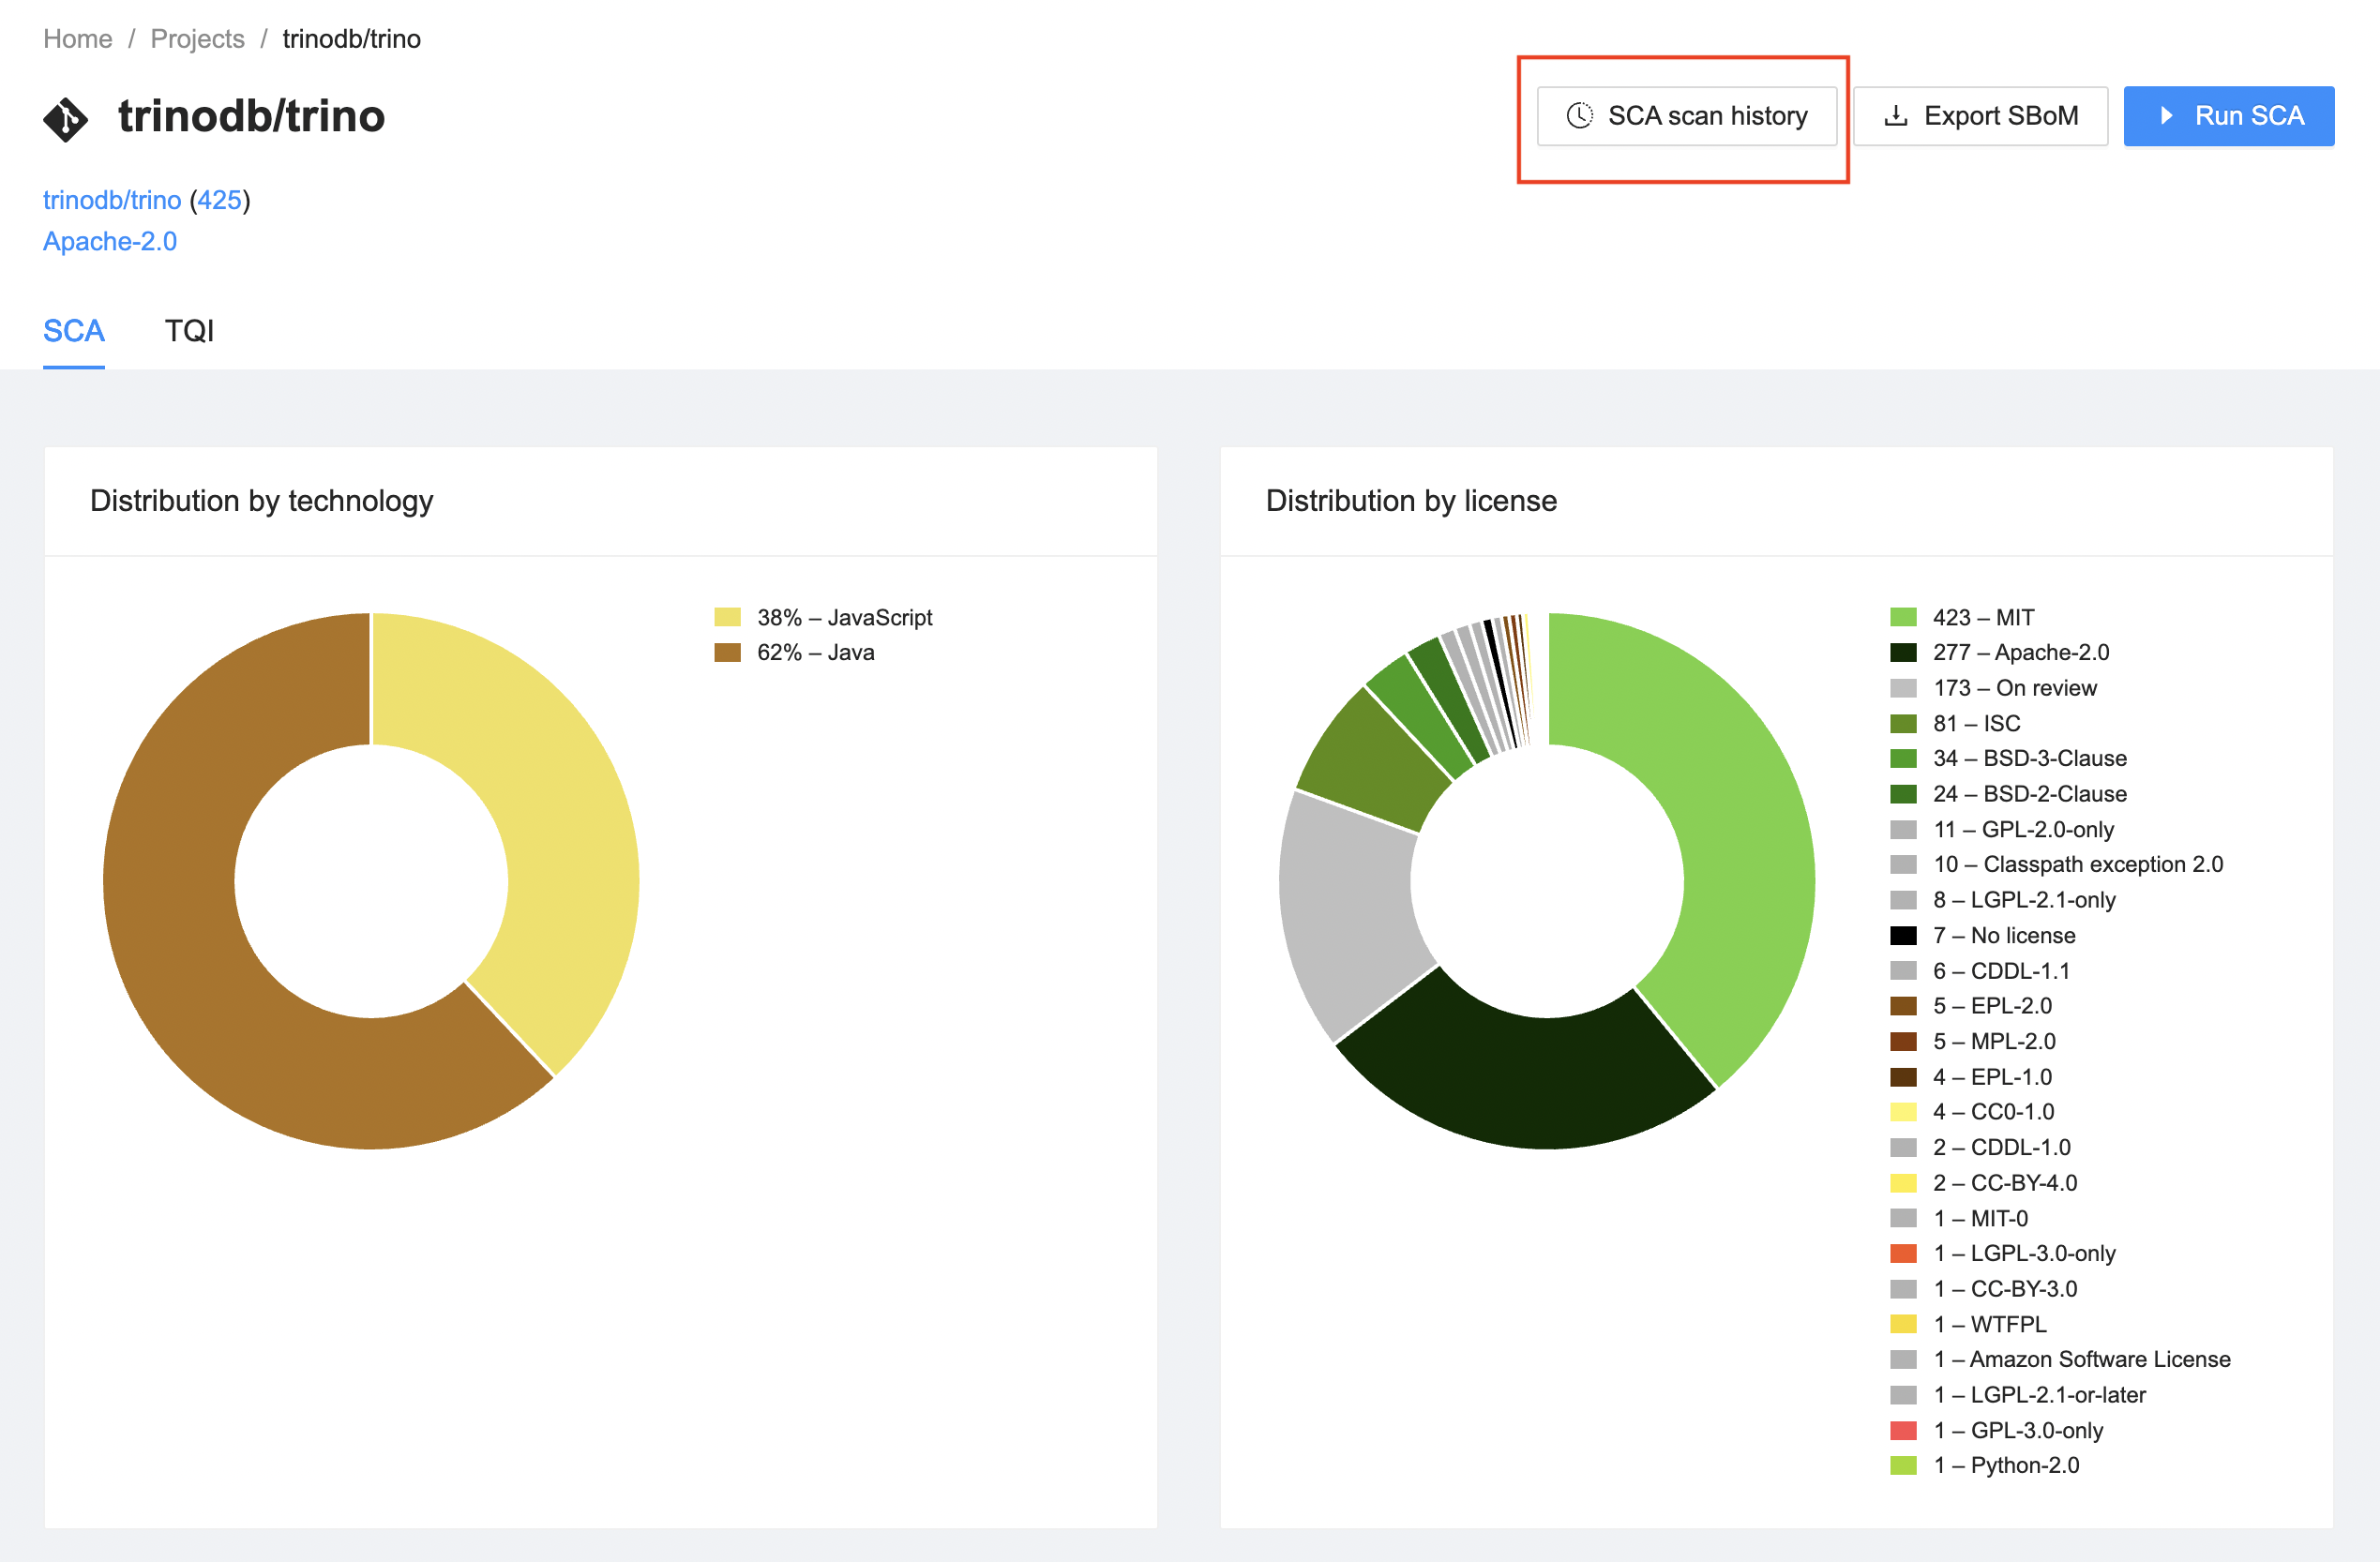 Home / Projects / trinodb/trino
trinodb/trino
SCA scan history
Export SBoM
Run SCA
trinodb/trino (425)
Apache-2.0
SCA
TQI
Distribution by technology
38% – JavaScript
62% – Java
Distribution by license
423 – MIT
277 – Apache-2.0
173 – On review
81 – ISC
34 – BSD-3-Clause
24 – BSD-2-Clause
11 – GPL-2.0-only
10 – Classpath exception 2.0
8 – LGPL-2.1-only
7 – No license
6 – CDDL-1.1
5 – EPL-2.0
5 – MPL-2.0
4 – EPL-1.0
4 – CC0-1.0
2 – CDDL-1.0
2 – CC-BY-4.0
1 – MIT-0
1 – LGPL-3.0-only
1 – CC-BY-3.0
1 – WTFPL
1 – Amazon Software License
1 – LGPL-2.1-or-later
1 – GPL-3.0-only
1 – Python-2.0